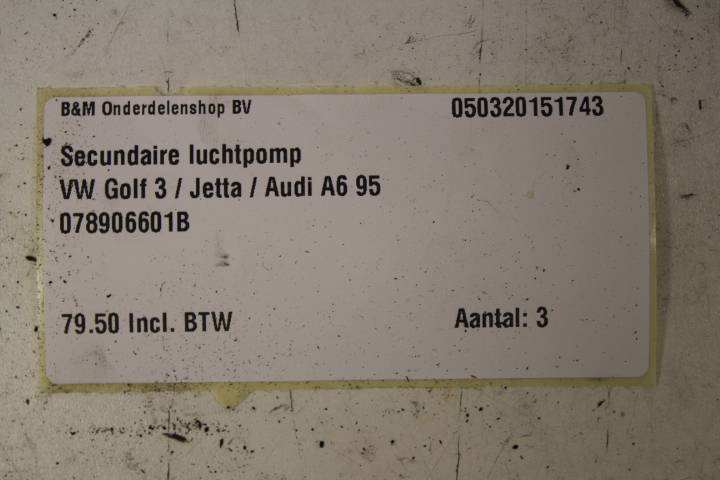 B&M Onderdelenshop BV 050320151743
Secundaire luchtpomp
VW Golf 3 / Jetta / Audi A6 95
078906601B
79.50 Incl. BTW Aantal: 3